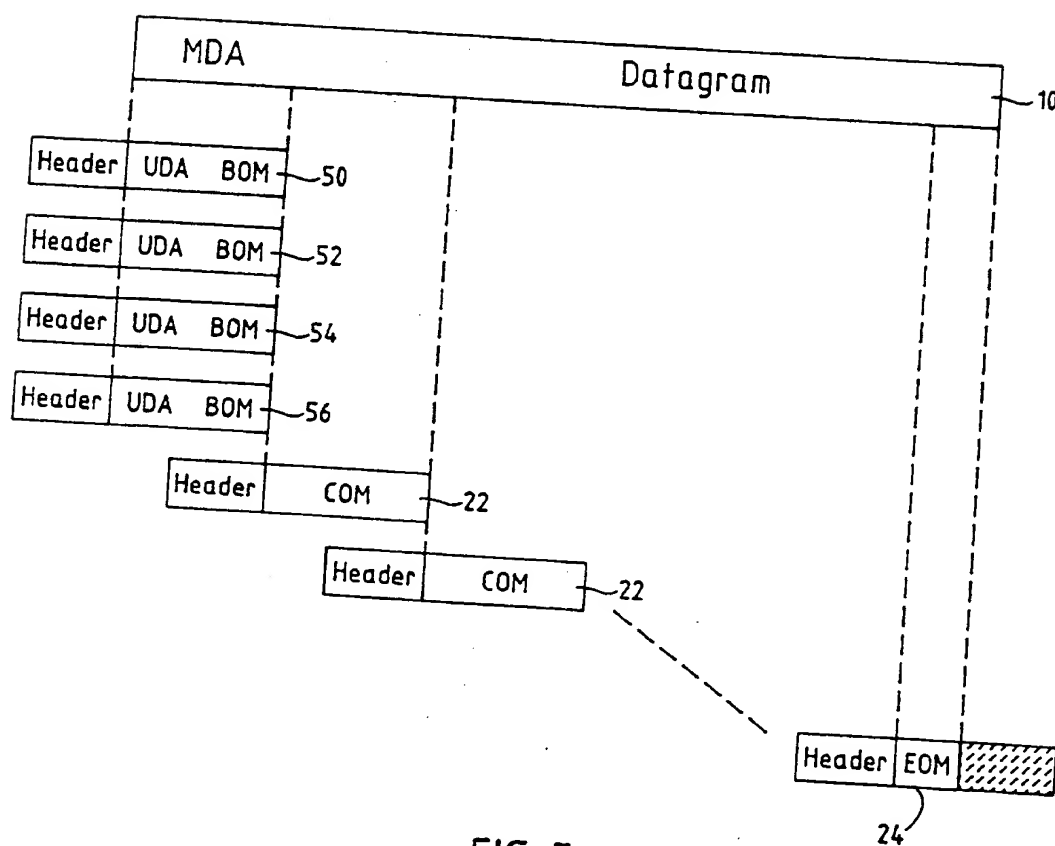 MDA Datagram
10
Header UDA BOM 50
Header UDA BOM 52
Header UDA BOM 54
Header UDA BOM 56
Header COM 22
Header COM 22
Header EOM
24